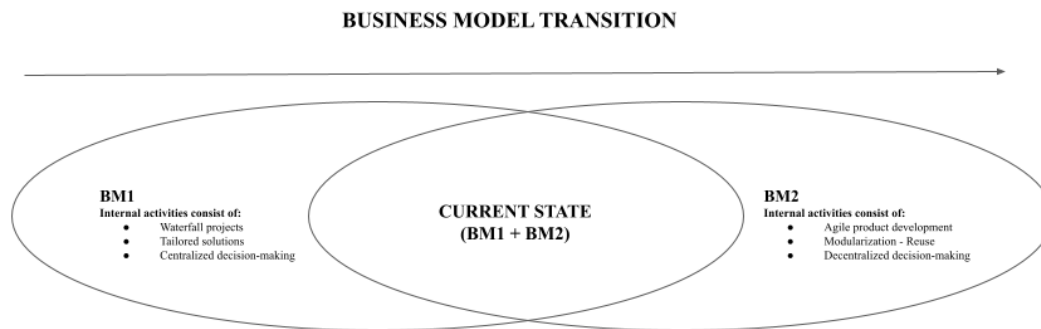 BUSINESS MODEL TRANSITION
BM1
Internal activities consist of:
● Waterfall projects
● Tailored solutions
● Centralized decision-making
CURRENT STATE
(BM1 + BM2)
BM2
Internal activities consist of:
● Agile product development
● Modularization - Reuse
● Decentralized decision-making